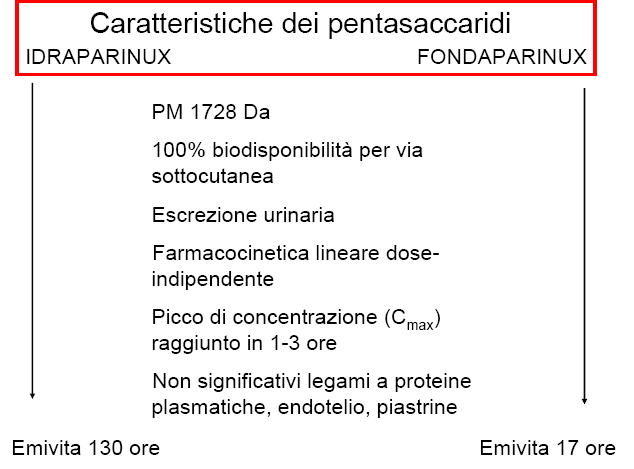 Caratteristiche dei pentasaccaridi
IDRAPARINUX FONDAPARINUX
PM 1728 Da
100% biodisponibilità per via
sottocutanea
Escrezione urinaria
Farmacocinetica lineare dose-
indipendente
Picco di concentrazione (Cmax)
raggiunto in 1-3 ore
Non significativi legami a proteine
plasmatiche, endotelio, piastrine
Emivita 130 ore Emivita 17 ore